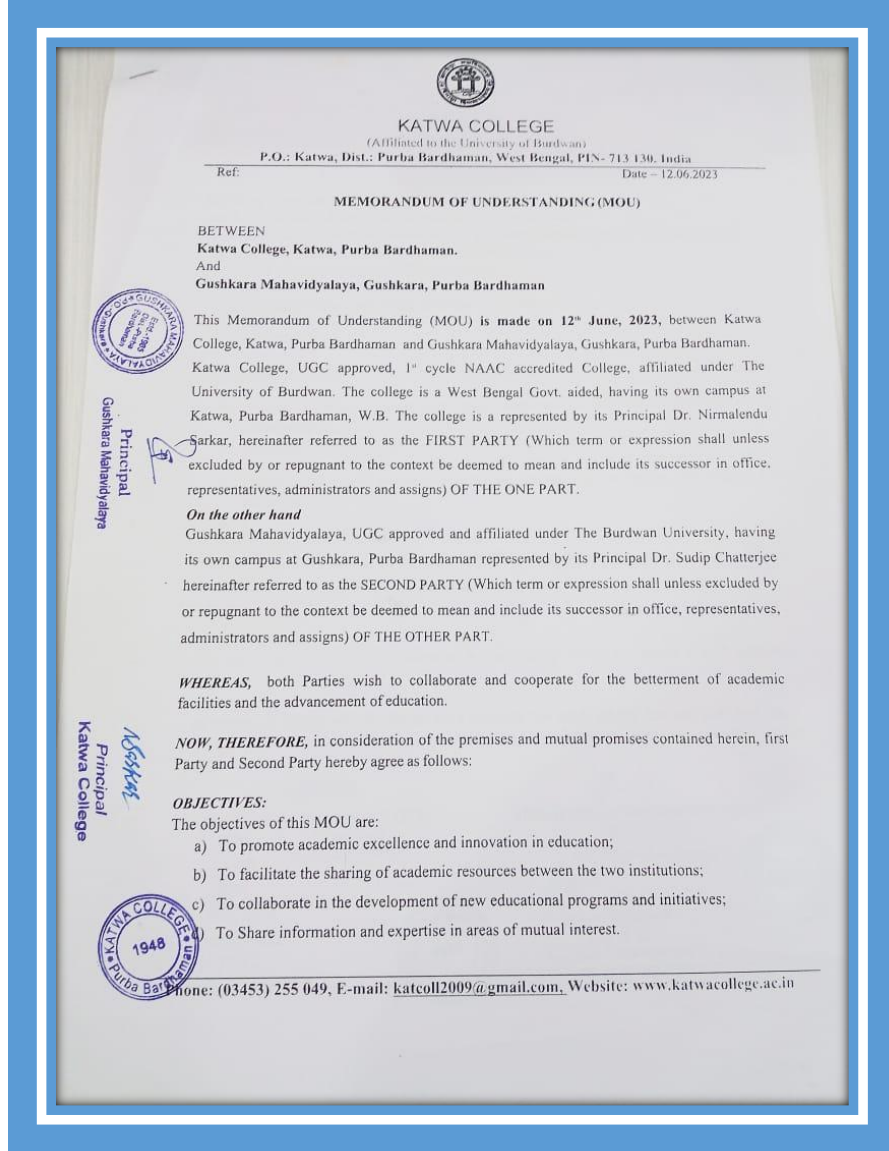 KATWA COLLEGE
(Affiliated to the University of Burdwan)
P.O.: Katwa, Dist.: Purba Bardhaman, West Bengal, PIN- 713 130, India
Ref: Date – 12.06.2023
MEMORANDUM OF UNDERSTANDING (MOU)
BETWEEN
Katwa College, Katwa, Purba Bardhaman.
And
Gushkara Mahavidyalaya, Gushkara, Purba Bardhaman
This Memorandum of Understanding (MOU) is made on 12th June, 2023, between Katwa
College, Katwa, Purba Bardhaman and Gushkara Mahavidyalaya, Gushkara, Purba Bardhaman.
Katwa College, UGC approved, 1st cycle NAAC accredited College, affiliated under The
University of Burdwan. The college is a West Bengal Govt. aided, having its own campus at
Katwa, Purba Bardhaman, W.B. The college is a represented by its Principal Dr. Nirmalendu
Sarkar, hereinafter referred to as the FIRST PARTY (Which term or expression shall unless
excluded by or repugnant to the context be deemed to mean and include its successor in office,
representatives, administrators and assigns) OF THE ONE PART.
On the other hand
Gushkara Mahavidyalaya, UGC approved and affiliated under The Burdwan University, having
its own campus at Gushkara, Purba Bardhaman represented by its Principal Dr. Sudip Chatterjee
hereinafter referred to as the SECOND PARTY (Which term or expression shall unless excluded by
or repugnant to the context be deemed to mean and include its successor in office, representatives,
administrators and assigns) OF THE OTHER PART.
WHEREAS, both Parties wish to collaborate and cooperate for the betterment of academic
facilities and the advancement of education.
NOW, THEREFORE, in consideration of the premises and mutual promises contained herein, first
Party and Second Party hereby agree as follows:
OBJECTIVES:
The objectives of this MOU are:
a) To promote academic excellence and innovation in education;
b) To facilitate the sharing of academic resources between the two institutions;
c) To collaborate in the development of new educational programs and initiatives;
d) To Share information and expertise in areas of mutual interest.
Phone: (03453) 255 049, E-mail: katcoll2009@gmail.com, Website: www.katwacollege.ac.in
GUSHKARA MAHAVIDYALAYA
Principal
Gushkara Mahavidyalaya
Principal
Katwa College
KATWA COLLEGE
1948
Purba Bardhaman